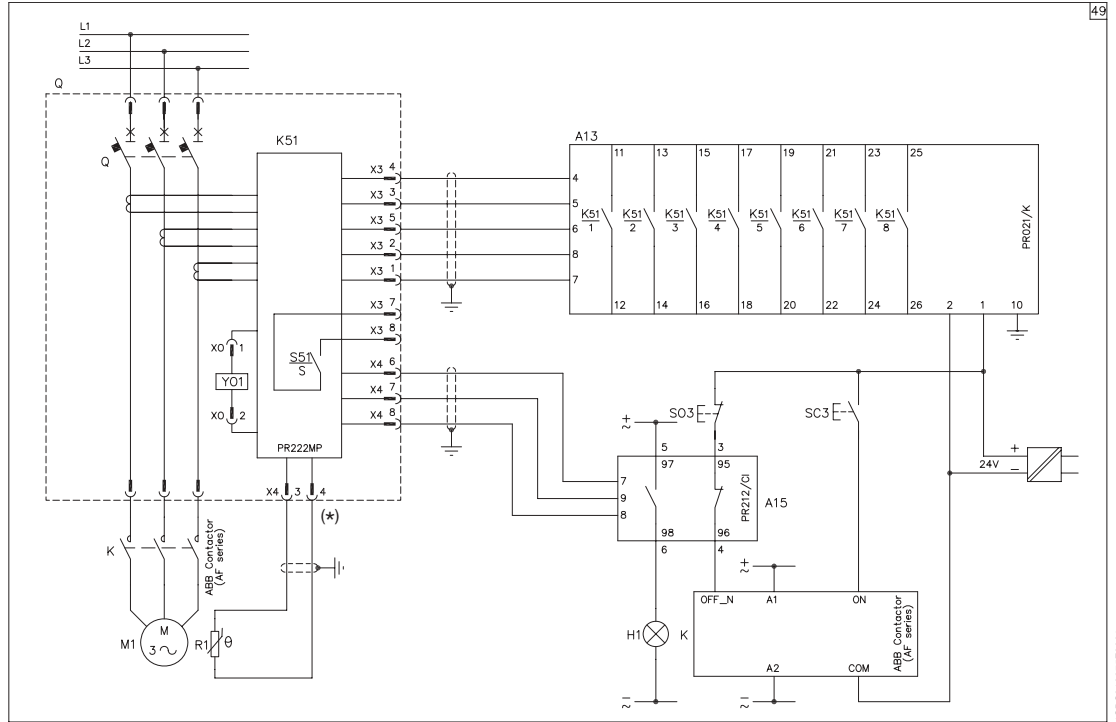 49
L1
L2
L3
Q
Q
K51
X3 4
X3 3
X3 5
X3 2
X3 1
X3 7
X3 8
X4 6
X4 7
X4 8
S51
S
X0 1
Y01
X0 2
PR222MP
X4 3 4
(*)
A13
11 13 15 17 19 21 23 25
4
5
6
8
7
K51
1
K51
2
K51
3
K51
4
K51
5
K51
6
K51
7
K51
8
PR021/K
12 14 16 18 20 22 24 26 2 1 10
SO3
SC3
+
~
5 3
97 95
7
9
8
98 96
6 4
PR212/CI
A15
24V
+
−
K
ABB Contactor
(AF series)
M1
M
3 ~
R1 θ
H1
K
+
~
OFF_N A1 ON
A2 COM
ABB Contactor
(AF series)
−
~
−
~